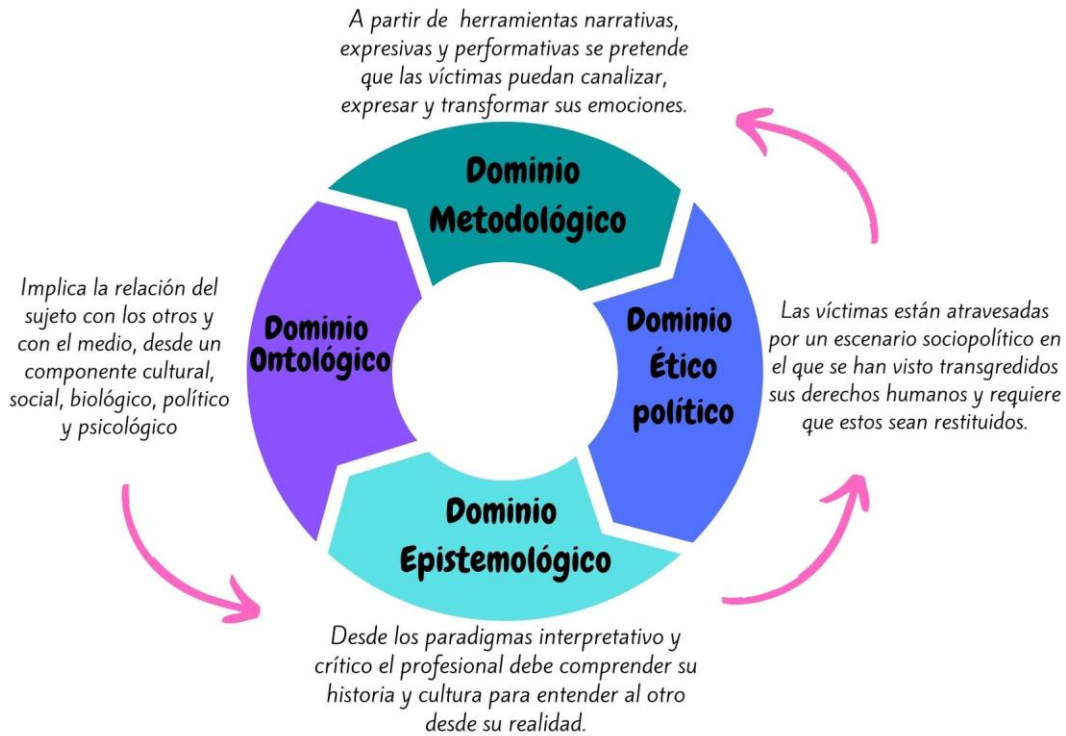 A partir de herramientas narrativas,
expresivas y performativas se pretende
que las víctimas puedan canalizar,
expresar y transformar sus emociones.
Dominio
Metodológico
Implica la relación del
sujeto con los otros y
con el medio, desde un
componente cultural,
social, biológico, político
y psicológico
Dominio
Ontológico
Dominio
Ético
político
Las víctimas están atravesadas
por un escenario sociopolítico en
el que se han visto transgredidos
sus derechos humanos y requiere
que estos sean restituidos.
Dominio
Epistemológico
Desde los paradigmas interpretativo y
crítico el profesional debe comprender su
historia y cultura para entender al otro
desde su realidad.